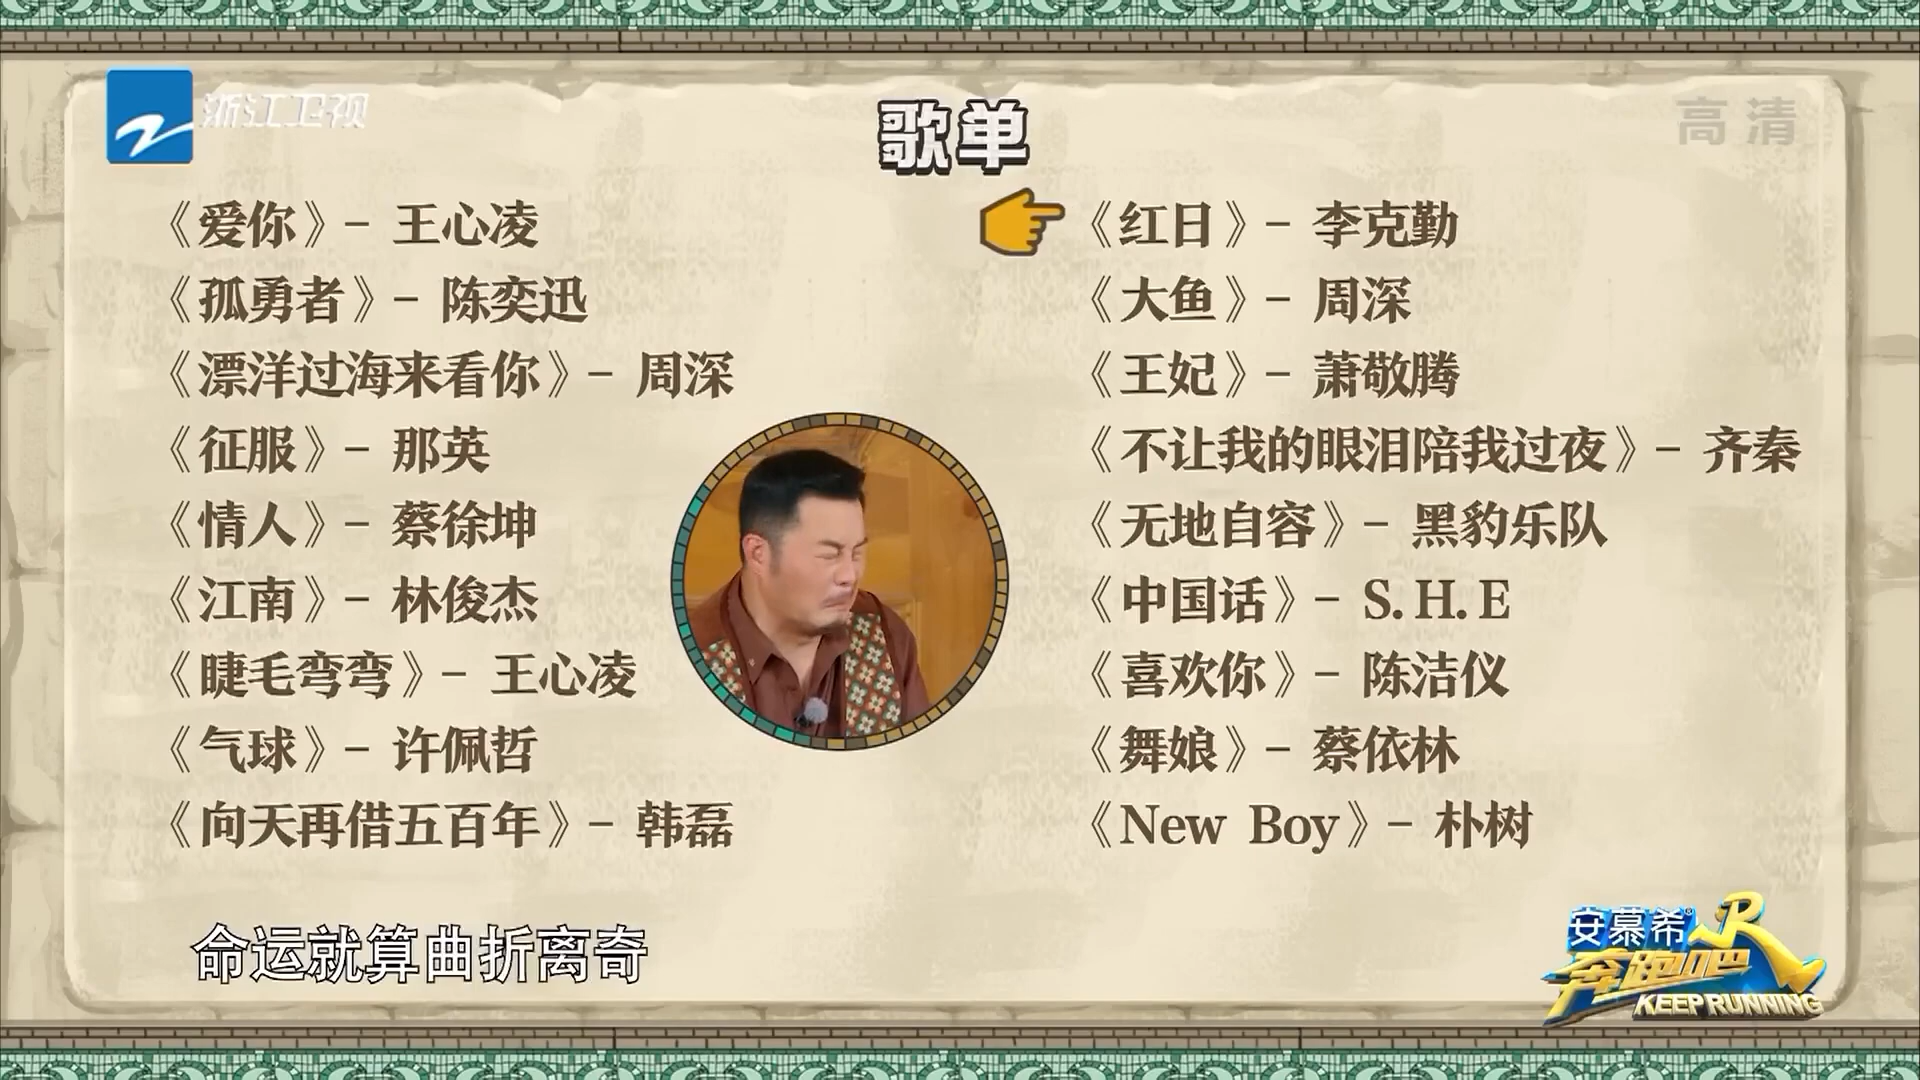 浙江卫视
高清
歌单
《爱你》- 王心凌
《孤勇者》- 陈奕迅
《漂洋过海来看你》- 周深
《征服》- 那英
《情人》- 蔡徐坤
《江南》- 林俊杰
《睫毛弯弯》- 王心凌
《气球》- 许佩哲
《向天再借五百年》- 韩磊
《红日》- 李克勤
《大鱼》- 周深
《王妃》- 萧敬腾
《不让我的眼泪陪我过夜》- 齐秦
《无地自容》- 黑豹乐队
《中国话》- S.H.E
《喜欢你》- 陈洁仪
《舞娘》- 蔡依林
《New Boy》- 朴树
命运就算曲折离奇
安慕希®
奔跑吧
KEEP RUNNING